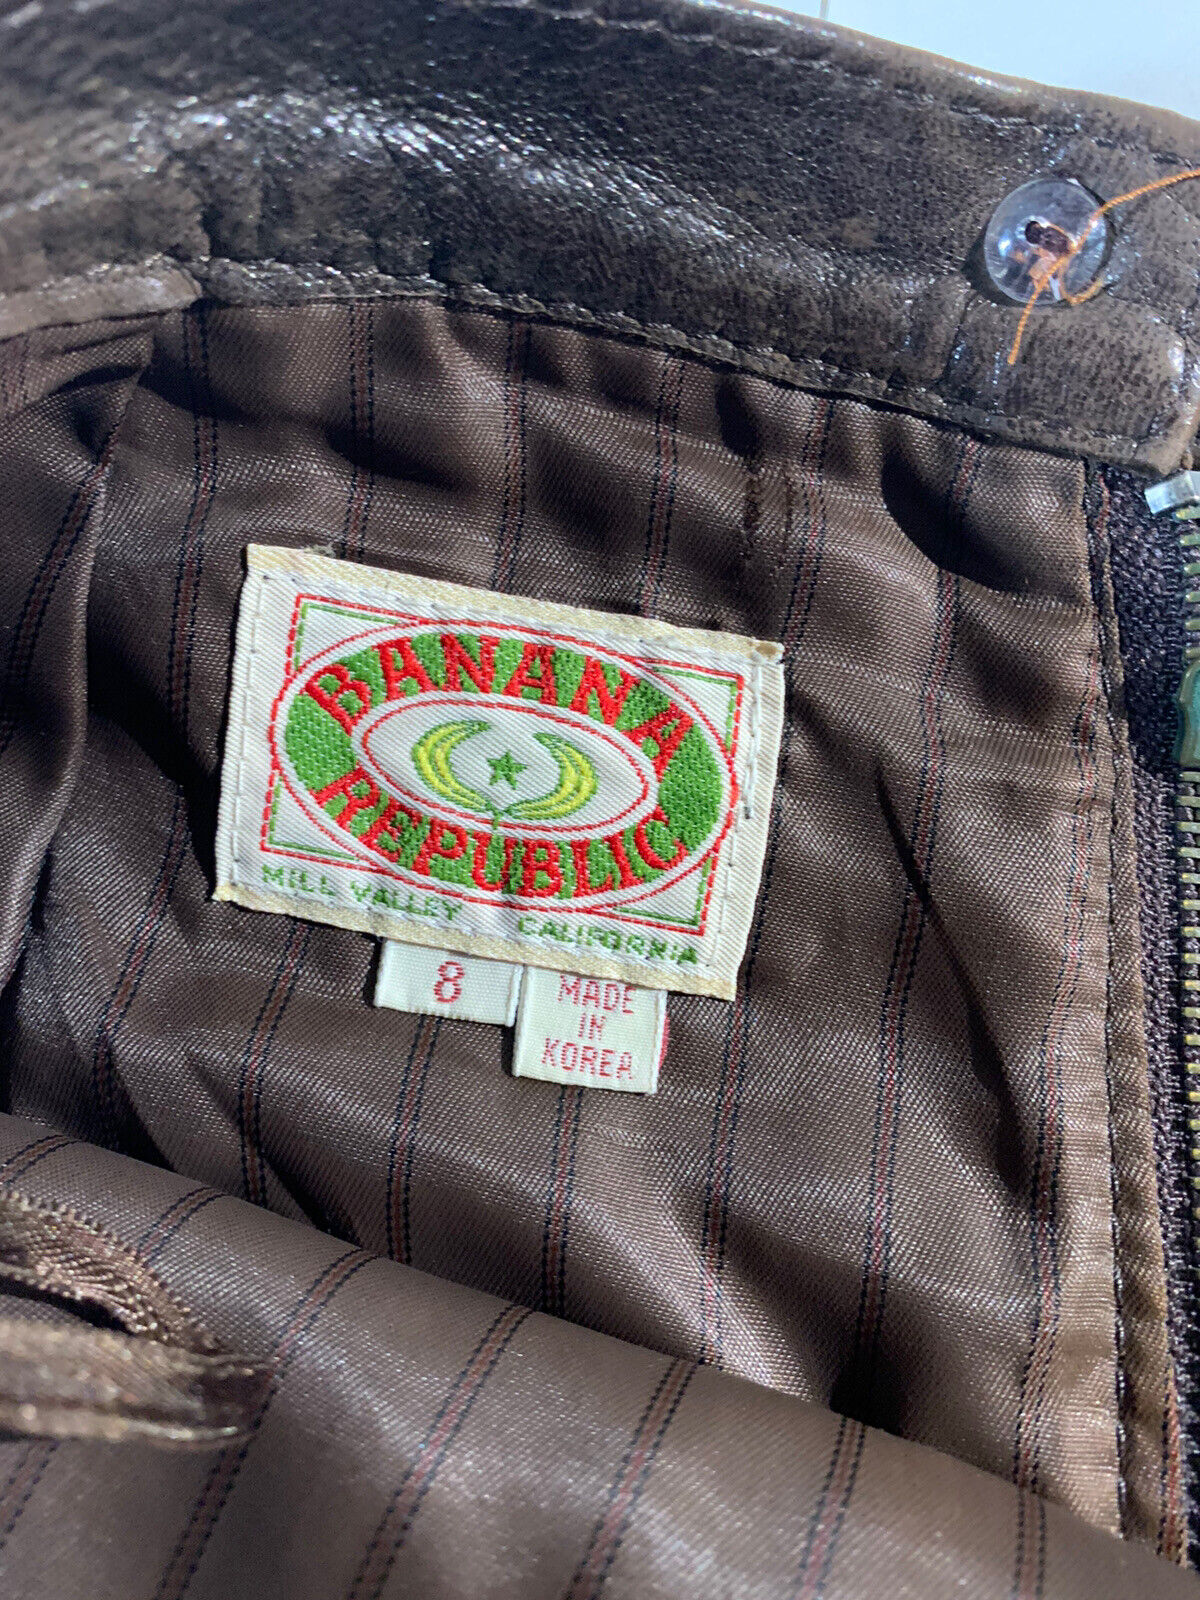 BANANA
REPUBLIC
MILL VALLEY CALIFORNIA
8
MADE
IN
KOREA